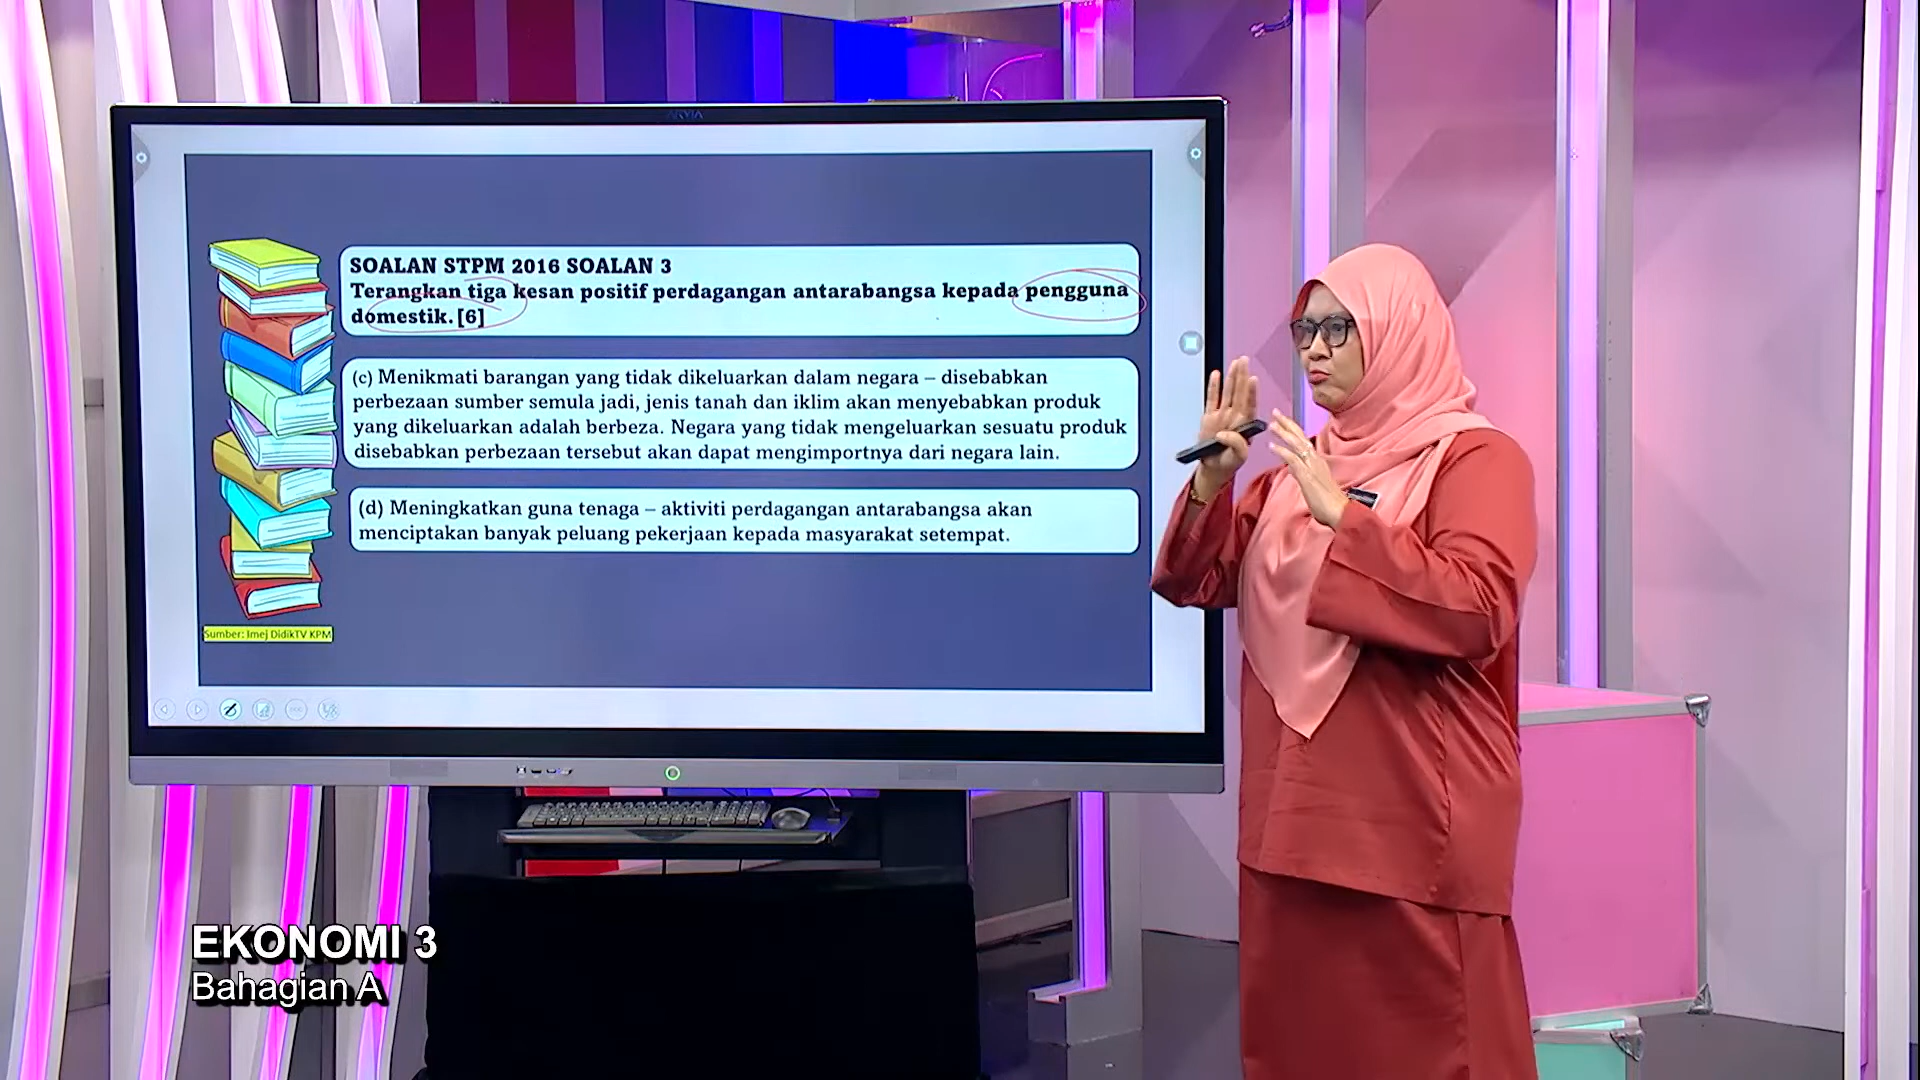 SOALAN STPM 2016 SOALAN 3
Terangkan tiga kesan positif perdagangan antarabangsa kepada pengguna
domestik. [6]
(c) Menikmati barangan yang tidak dikeluarkan dalam negara – disebabkan
perbezaan sumber semula jadi, jenis tanah dan iklim akan menyebabkan produk
yang dikeluarkan adalah berbeza. Negara yang tidak mengeluarkan sesuatu produk
disebabkan perbezaan tersebut akan dapat mengimportnya dari negara lain.
(d) Meningkatkan guna tenaga – aktiviti perdagangan antarabangsa akan
menciptakan banyak peluang pekerjaan kepada masyarakat setempat.
Sumber: Imej DidikTV KPM
EKONOMI 3
Bahagian A